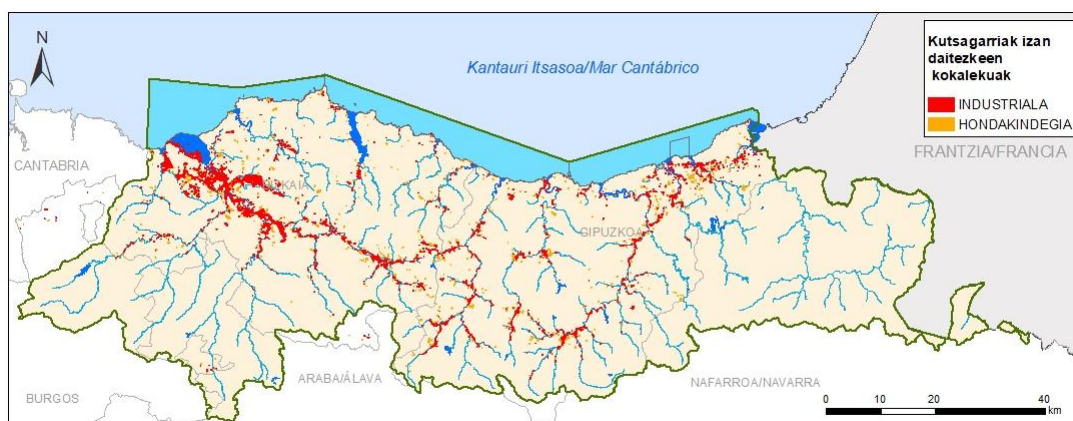 N
Kantauri Itsasoa/Mar Cantábrico
Kutsagarriak izan
daitezkeen
kokalekuak
INDUSTRIALA
HONDAKINDEGIA
CANTABRIA
FRANTZIA/FRANCIA
GIPUZKOA
ARABA/ÁLAVA
NAFARROA/NAVARRA
BURGOS
0 10 20 40
km